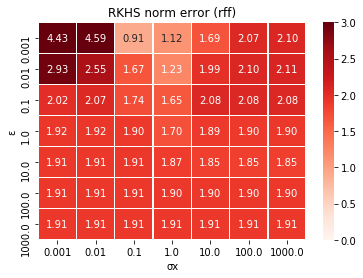 RKHS norm error (rff)
0.001 4.43 4.59 0.91 1.12 1.69 2.07 2.10
0.01 2.93 2.55 1.67 1.23 1.99 2.10 2.11
0.1 2.02 2.07 1.74 1.65 2.08 2.08 2.08
1.0 1.92 1.92 1.90 1.70 1.89 1.90 1.90
10.0 1.91 1.91 1.91 1.87 1.85 1.85 1.85
100.0 1.91 1.91 1.91 1.90 1.90 1.90 1.90
1000.0 1.91 1.91 1.91 1.91 1.91 1.91 1.91
0.001 0.01 0.1 1.0 10.0 100.0 1000.0
σx
ε
3.0
2.5
2.0
1.5
1.0
0.5
0.0